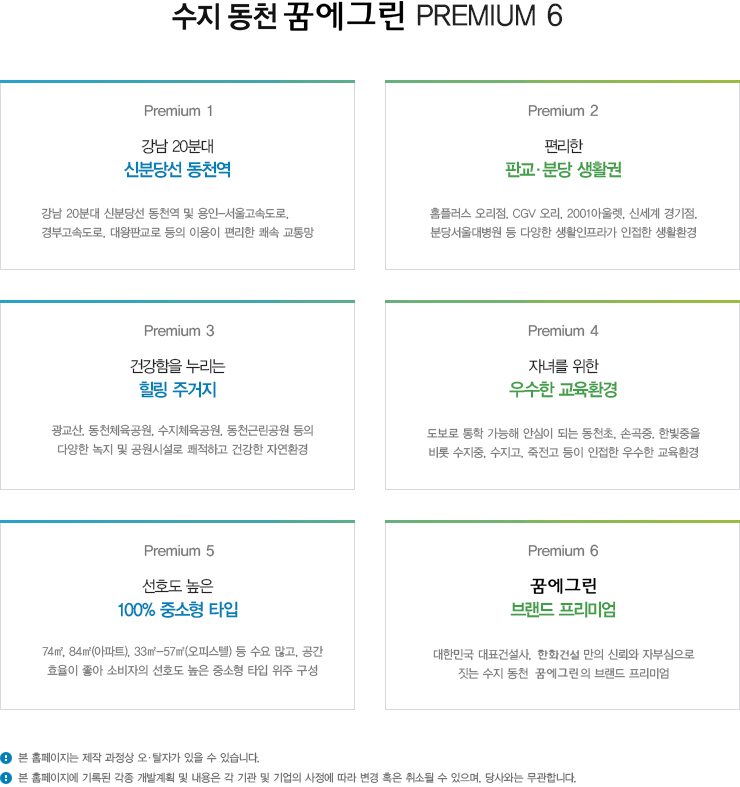 수지 동천 꿈에그린 PREMIUM 6
Premium 1
강남 20분대
신분당선 동천역
강남 20분대 신분당선 동천역 및 용인-서울고속도로,
경부고속도로, 대왕판교로 등의 이용이 편리한 쾌속 교통망
Premium 2
편리한
판교·분당 생활권
홈플러스 오리점, CGV 오리, 2001아울렛, 신세계 경기점,
분당서울대병원 등 다양한 생활인프라가 인접한 생활환경
Premium 3
건강함을 누리는
힐링 주거지
광교산, 동천체육공원, 수지체육공원, 동천근린공원 등의
다양한 녹지 및 공원시설로 쾌적하고 건강한 자연환경
Premium 4
자녀를 위한
우수한 교육환경
도보로 통학 가능해 안심이 되는 동천초, 손곡중, 한빛중을
비롯 수지중, 수지고, 죽전고 등이 인접한 우수한 교육환경
Premium 5
선호도 높은
100% 중소형 타입
74㎡, 84㎡(아파트), 33㎡-57㎡(오피스텔) 등 수요 많고, 공간
효율이 좋아 소비자의 선호도 높은 중소형 타입 위주 구성
Premium 6
꿈에그린
브랜드 프리미엄
대한민국 대표건설사, 한화건설 만의 신뢰와 자부심으로
짓는 수지 동천 꿈에그린의 브랜드 프리미엄
본 홈페이지는 제작 과정상 오·탈자가 있을 수 있습니다.
본 홈페이지에 기록된 각종 개발계획 및 내용은 각 기관 및 기업의 사정에 따라 변경 혹은 취소될 수 있으며, 당사와는 무관합니다.